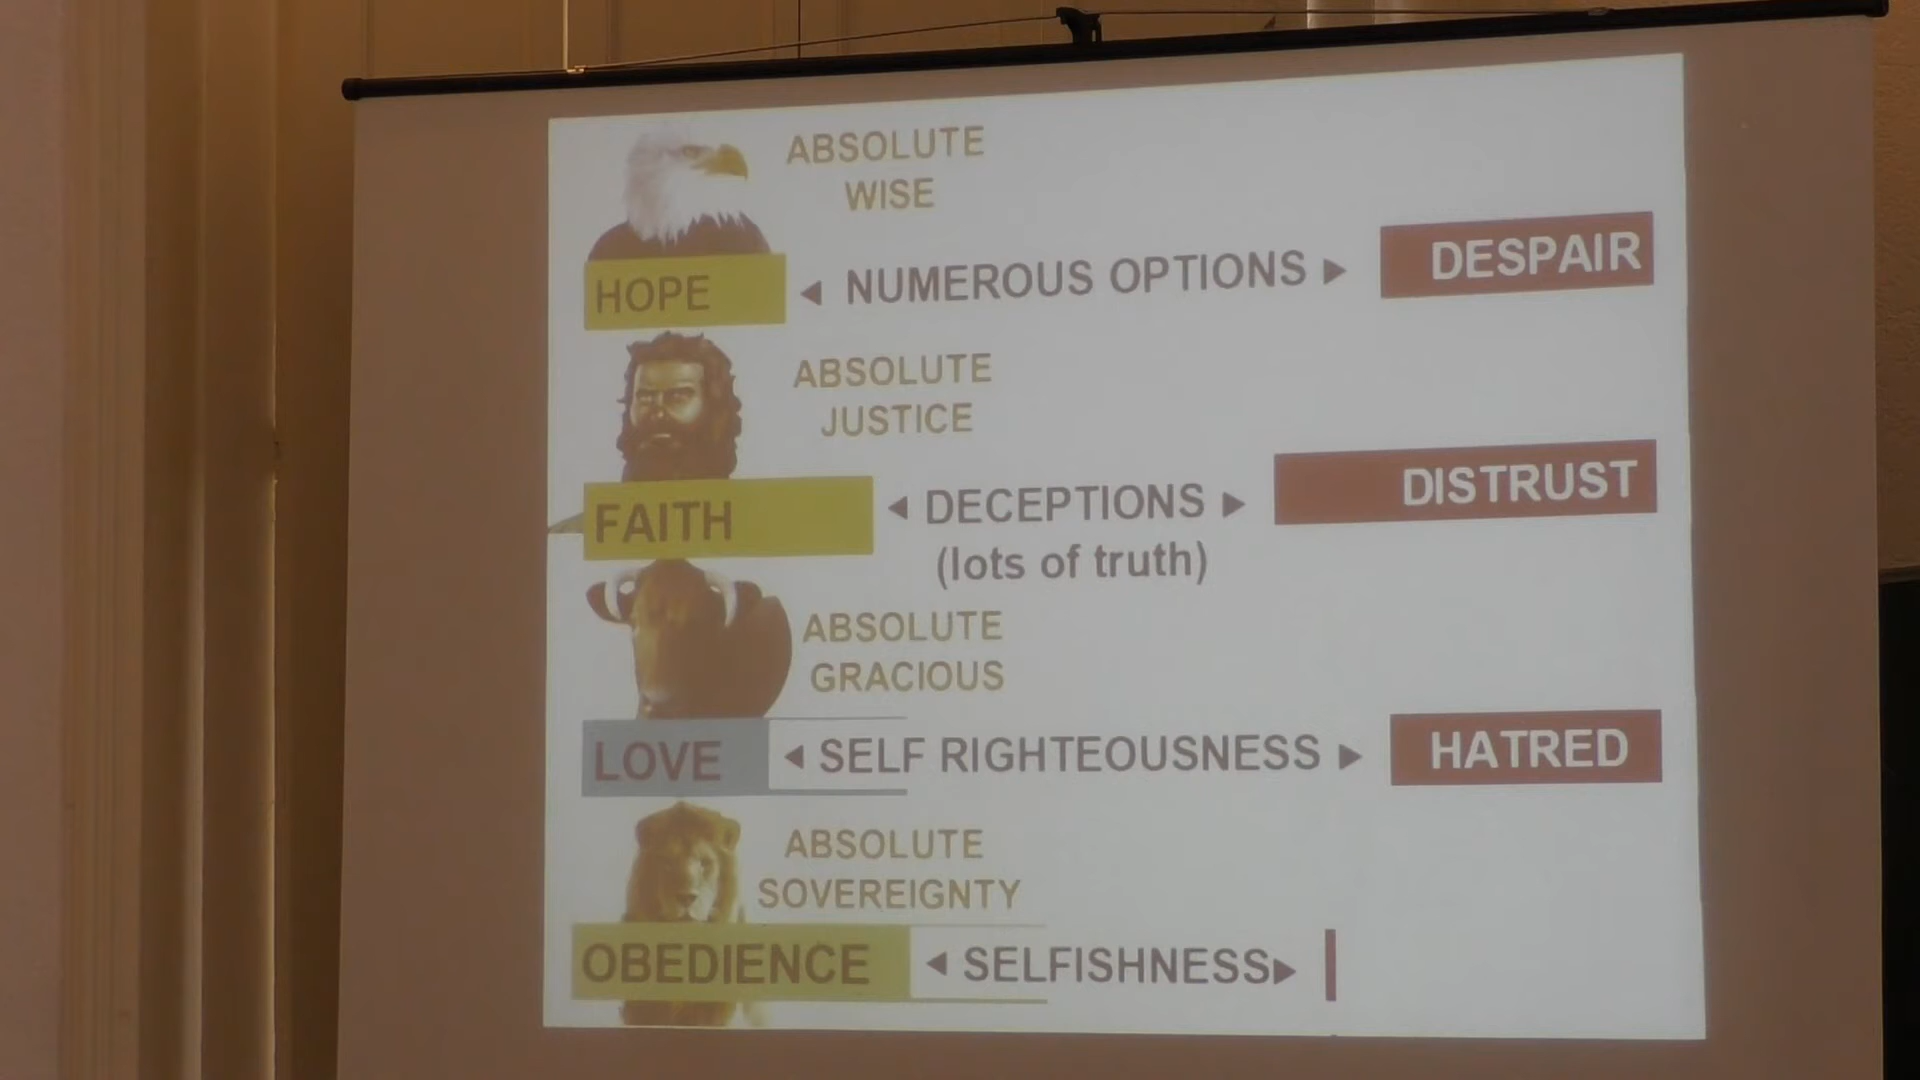 ABSOLUTE
WISE
HOPE ◄ NUMEROUS OPTIONS ► DESPAIR
ABSOLUTE
JUSTICE
FAITH ◄ DECEPTIONS ► DISTRUST
(lots of truth)
ABSOLUTE
GRACIOUS
LOVE ◄ SELF RIGHTEOUSNESS ► HATRED
ABSOLUTE
SOVEREIGNTY
OBEDIENCE ◄ SELFISHNESS►